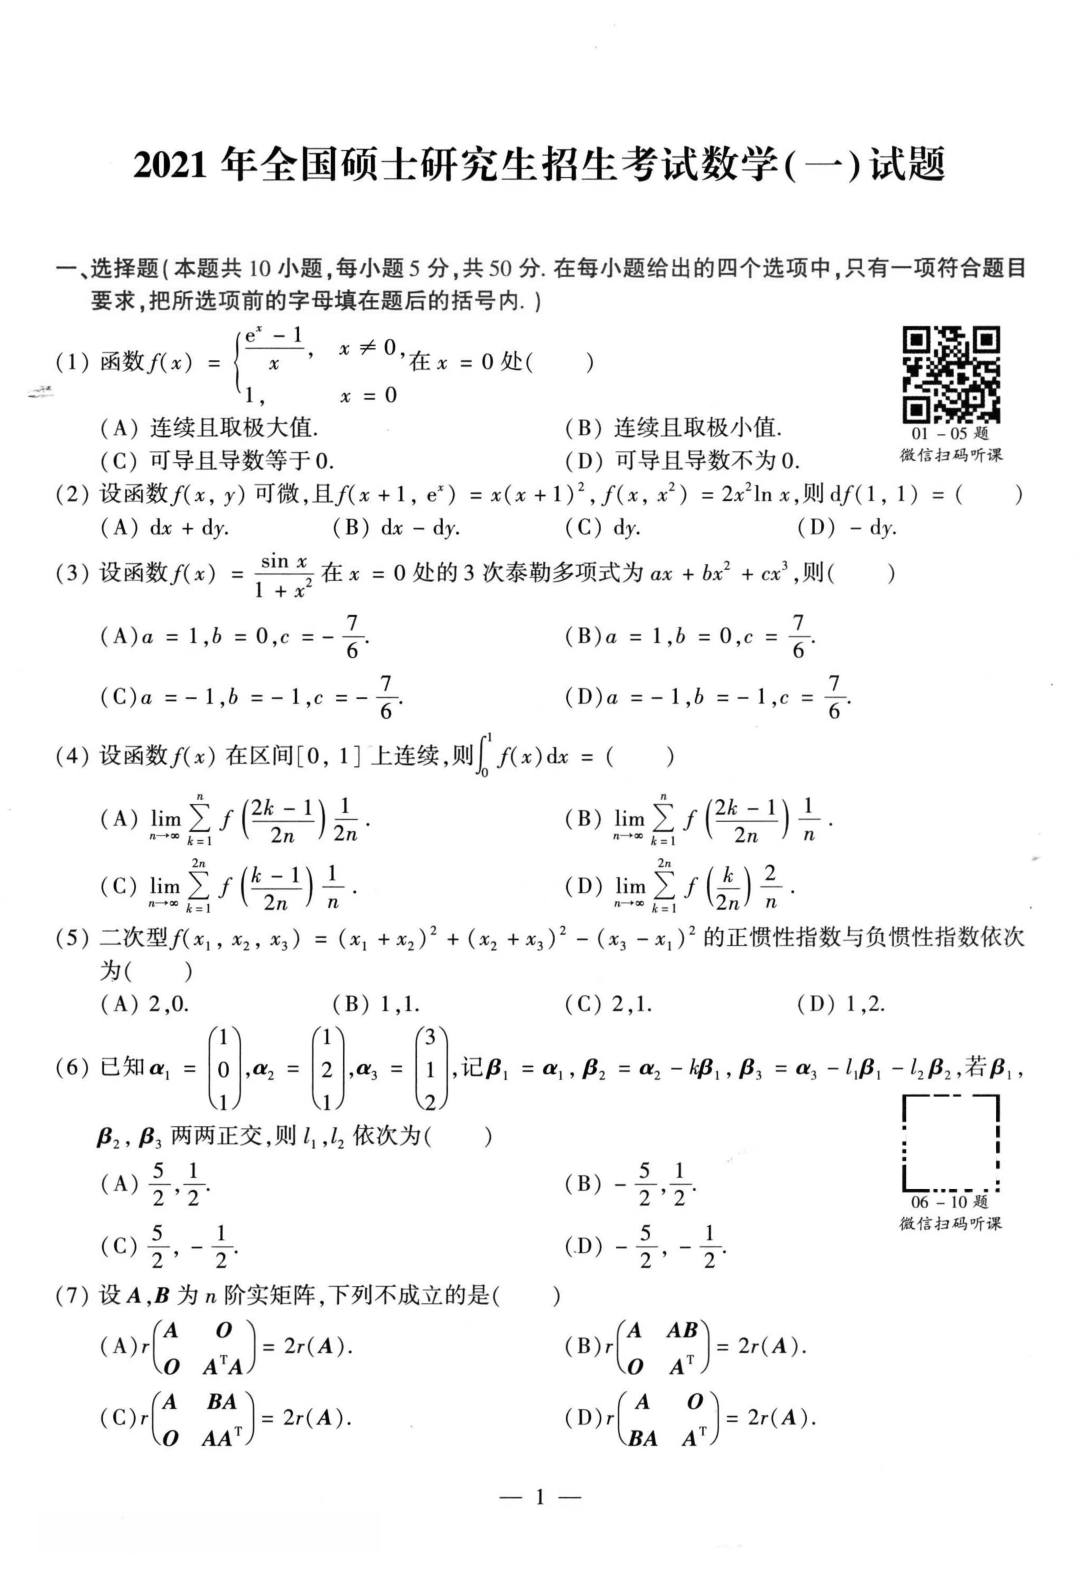 2021 年全国硕士研究生招生考试数学(一)试题
一、选择题(本题共 10 小题,每小题 5 分,共 50 分. 在每小题给出的四个选项中,只有一项符合题目
要求,把所选项前的字母填在题后的括号内. )
(1) 函数 f(x) = { (e^x − 1)/x, x ≠ 0, 1, x = 0 在 x = 0 处( )
(A) 连续且取极大值. (B) 连续且取极小值.
01 – 05 题
(C) 可导且导数等于 0. (D) 可导且导数不为 0.
微信扫码听课
(2) 设函数 f(x, y) 可微,且 f(x + 1, e^x) = x(x + 1)^2, f(x, x^2) = 2x^2 ln x,则 df(1, 1) = ( )
(A) dx + dy. (B) dx − dy. (C) dy. (D) − dy.
(3) 设函数 f(x) = sin x/(1 + x^2) 在 x = 0 处的 3 次泰勒多项式为 ax + bx^2 + cx^3,则( )
(A) a = 1,b = 0,c = − 7/6. (B) a = 1,b = 0,c = 7/6.
(C) a = − 1,b = − 1,c = − 7/6. (D) a = − 1,b = − 1,c = 7/6.
(4) 设函数 f(x) 在区间[0, 1] 上连续,则 ∫_0^1 f(x)dx = ( )
(A) lim_{n→∞} ∑_{k=1}^{n} f((2k − 1)/2n) 1/2n. (B) lim_{n→∞} ∑_{k=1}^{n} f((2k − 1)/2n) 1/n.
(C) lim_{n→∞} ∑_{k=1}^{2n} f((k − 1)/2n) 1/n. (D) lim_{n→∞} ∑_{k=1}^{2n} f(k/2n) 2/n.
(5) 二次型 f(x₁, x₂, x₃) = (x₁ + x₂)^2 + (x₂ + x₃)^2 − (x₃ − x₁)^2 的正惯性指数与负惯性指数依次
为( )
(A) 2,0. (B) 1,1. (C) 2,1. (D) 1,2.
(6) 已知 α₁ = (1 0 1), α₂ = (1 2 1), α₃ = (3 1 2),记 β₁ = α₁, β₂ = α₂ − kβ₁, β₃ = α₃ − l₁β₁ − l₂β₂,若 β₁,
β₂, β₃ 两两正交,则 l₁,l₂ 依次为( )
(A) 5/2, 1/2. (B) − 5/2, 1/2.
06 – 10 题
微信扫码听课
(C) 5/2, − 1/2. (D) − 5/2, − 1/2.
(7) 设 A,B 为 n 阶实矩阵,下列不成立的是( )
(A) r(A O; O AᵀA) = 2r(A). (B) r(A AB; O Aᵀ) = 2r(A).
(C) r(A BA; O AAᵀ) = 2r(A). (D) r(A O; BA Aᵀ) = 2r(A).
— 1 —